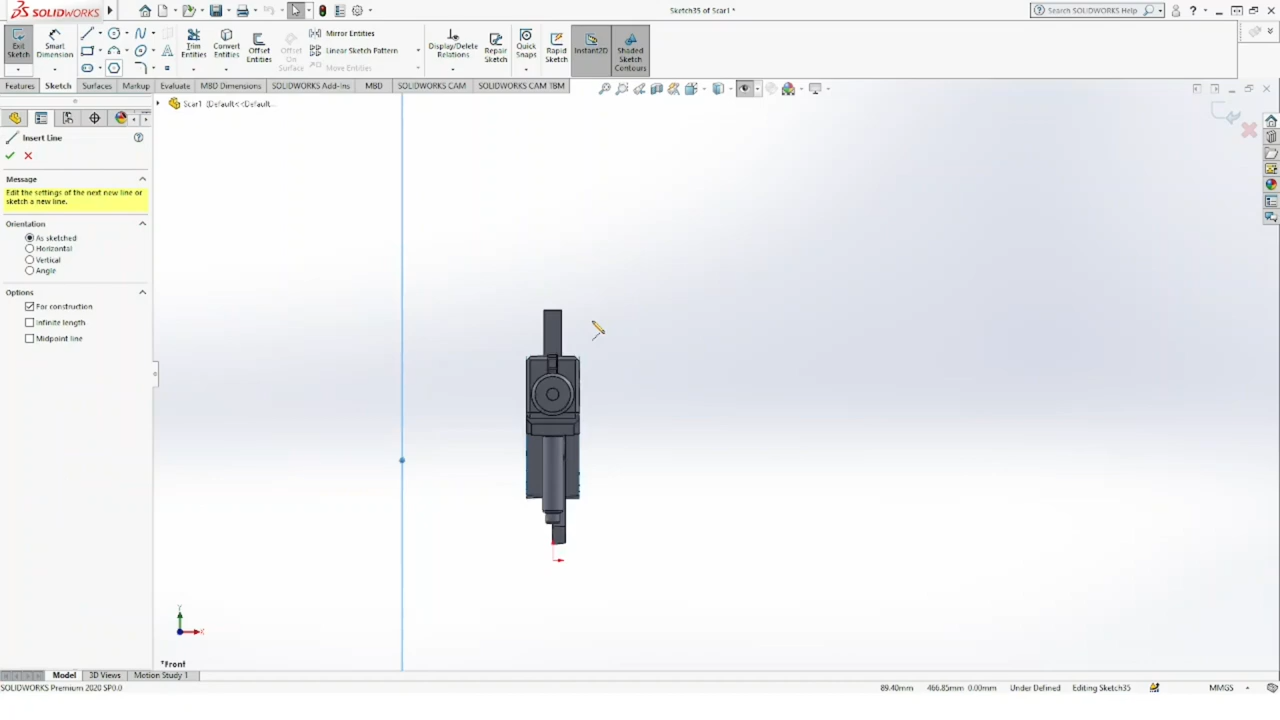 SOLIDWORKS
Sketch35 of Scar1 *
Search SOLIDWORKS Help
Exit Sketch
Smart Dimension
Trim Entities
Convert Entities
Offset Entities
Offset On Surface
Mirror Entities
Linear Sketch Pattern
Move Entities
Display/Delete Relations
Repair Sketch
Quick Snaps
Rapid Sketch
Instant2D
Shaded Sketch Contours
Features
Sketch
Surfaces
Markup
Evaluate
MBD Dimensions
SOLIDWORKS Add-Ins
MBD
SOLIDWORKS CAM
SOLIDWORKS CAM TBM
Scar1 (Default<<Default...
Insert Line
Message
Edit the settings of the next new line or
sketch a new line.
Orientation
As sketched
Horizontal
Vertical
Angle
Options
For construction
Infinite length
Midpoint line
Y
X
*Front
Model
3D Views
Motion Study 1
SOLIDWORKS Premium 2020 SP0.0
89.40mm
466.85mm
0.00mm
Under Defined
Editing Sketch35
MMGS